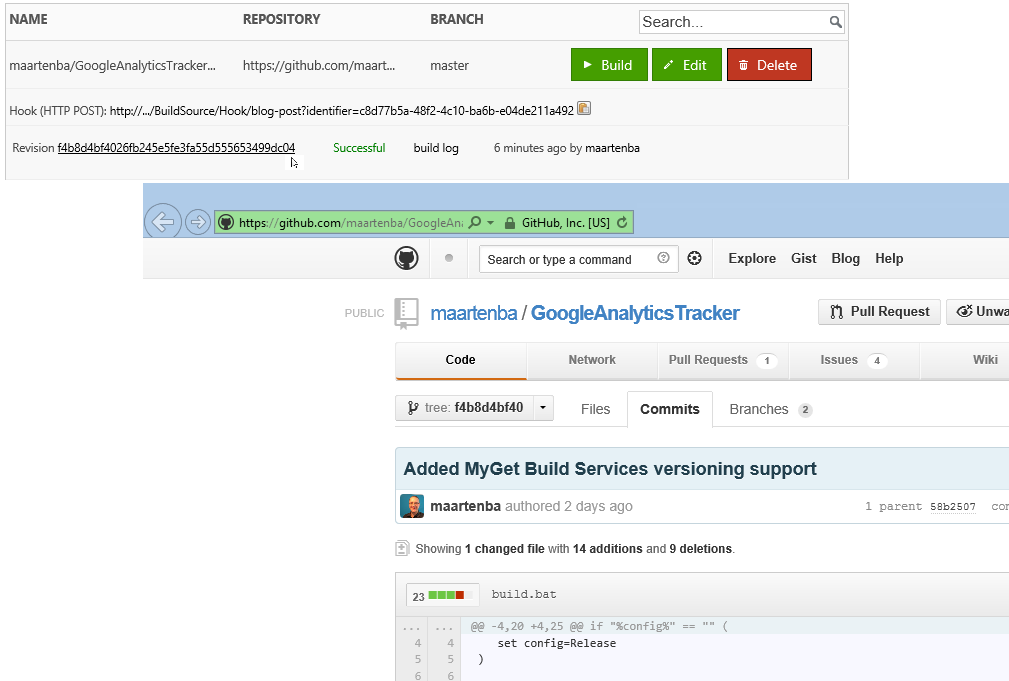 NAME REPOSITORY BRANCH Search...
maartenba/GoogleAnalyticsTracker... https://github.com/maart... master Build Edit Delete
Hook (HTTP POST): http://.../BuildSource/Hook/blog-post?identifier=c8d77b5a-48f2-4c10-ba6b-e04de211a492
Revision f4b8d4bf4026fb245e5fe3fa55d555653499dc04 Successful build log 6 minutes ago by maartenba
https://github.com/maartenba/GoogleAna GitHub, Inc. [US]
Search or type a command Explore Gist Blog Help
PUBLIC maartenba / GoogleAnalyticsTracker Pull Request Unwa
Code Network Pull Requests 1 Issues 4 Wiki
tree: f4b8d4bf40 Files Commits Branches 2
Added MyGet Build Services versioning support
maartenba authored 2 days ago 1 parent 58b2507 con
Showing 1 changed file with 14 additions and 9 deletions.
23 build.bat
... ... @@ -4,20 +4,25 @@ if "%config%" == "" (
4 4 set config=Release
5 5 )
6 6